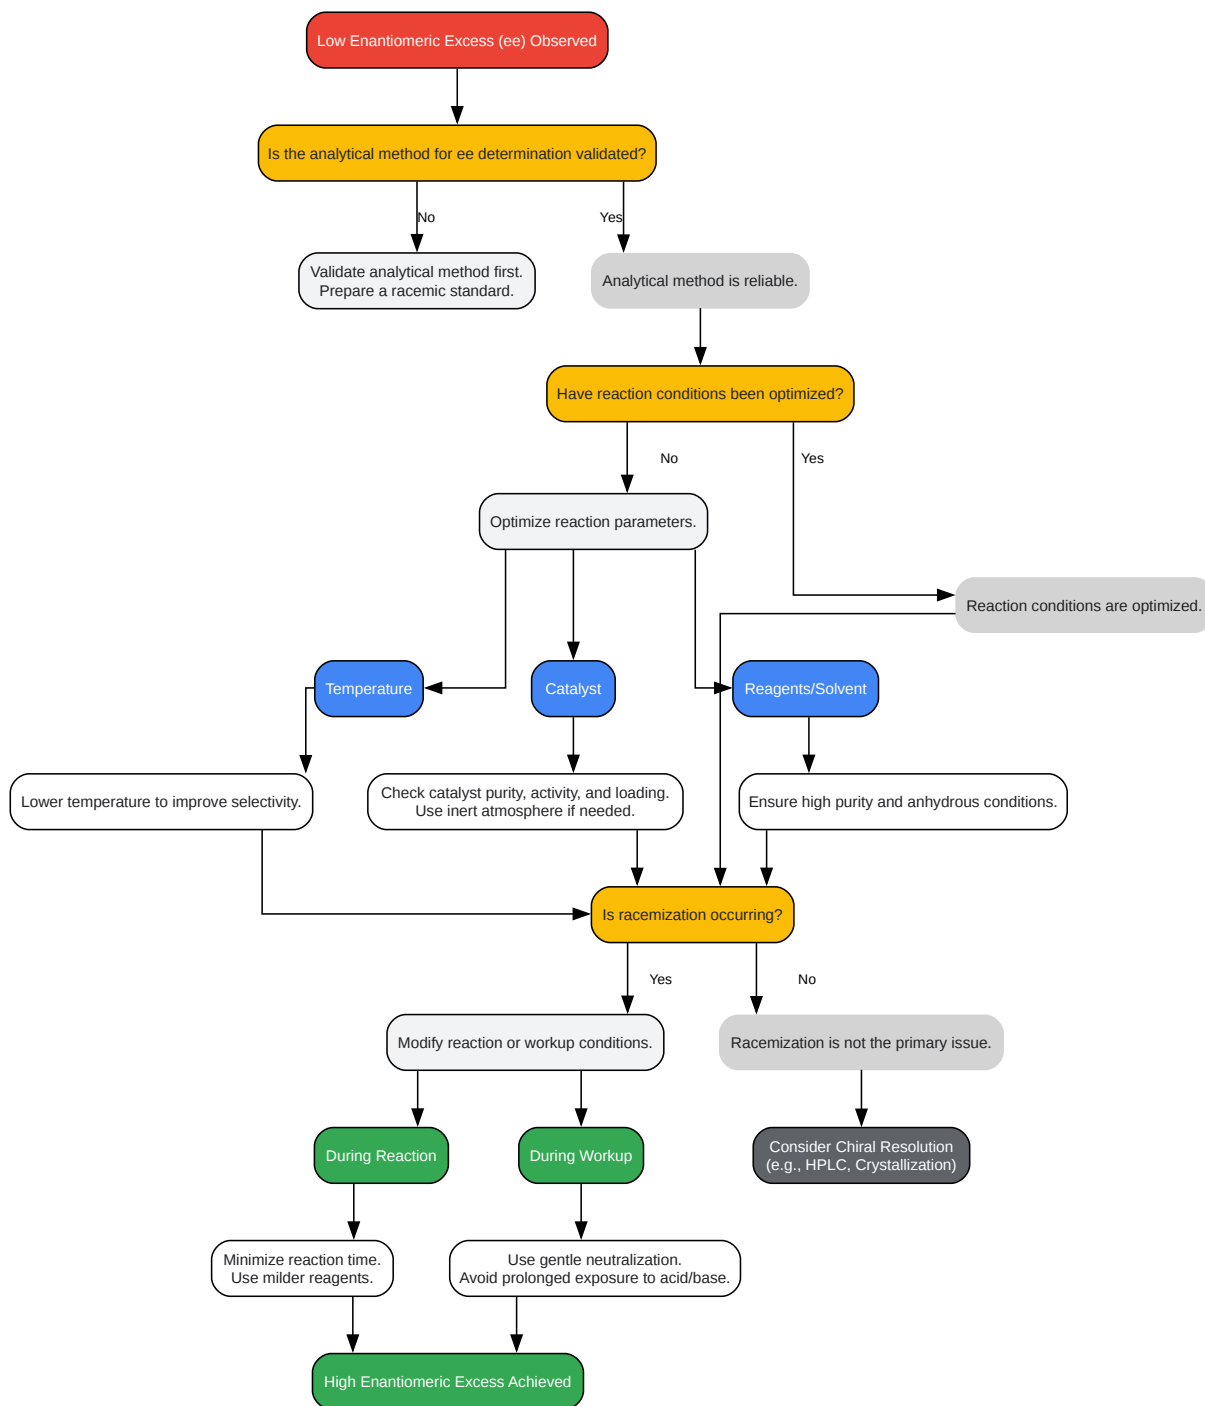 Low Enantiomeric Excess (ee) Observed
Is the analytical method for ee determination validated?
No
Yes
Validate analytical method first.
Prepare a racemic standard.
Analytical method is reliable.
Have reaction conditions been optimized?
No
Yes
Optimize reaction parameters.
Reaction conditions are optimized.
Temperature
Catalyst
Reagents/Solvent
Lower temperature to improve selectivity.
Check catalyst purity, activity, and loading.
Use inert atmosphere if needed.
Ensure high purity and anhydrous conditions.
Is racemization occurring?
Yes
No
Modify reaction or workup conditions.
Racemization is not the primary issue.
During Reaction
During Workup
Consider Chiral Resolution
(e.g., HPLC, Crystallization)
Minimize reaction time.
Use milder reagents.
Use gentle neutralization.
Avoid prolonged exposure to acid/base.
High Enantiomeric Excess Achieved